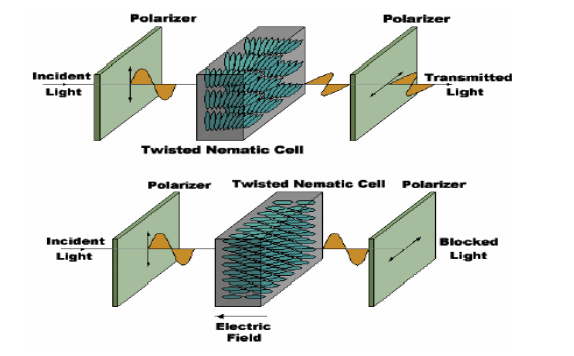 Polarizer
Polarizer
Incident
Light
Transmitted
Light
Twisted Nematic Cell
Polarizer
Twisted Nematic Cell
Polarizer
Incident
Light
Blocked
Light
Electric
Field